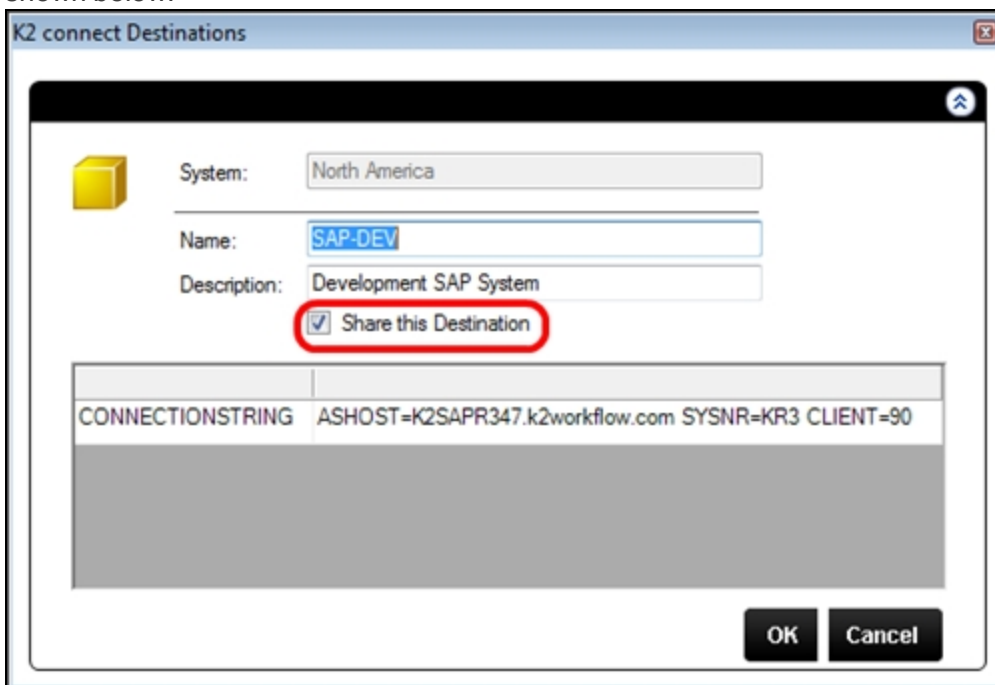 K2 connect Destinations
System: North America
Name: SAP-DEV
Description: Development SAP System
Share this Destination
CONNECTIONSTRING ASHOST=K2SAPR347.k2workflow.com SYSNR=KR3 CLIENT=90
OK Cancel